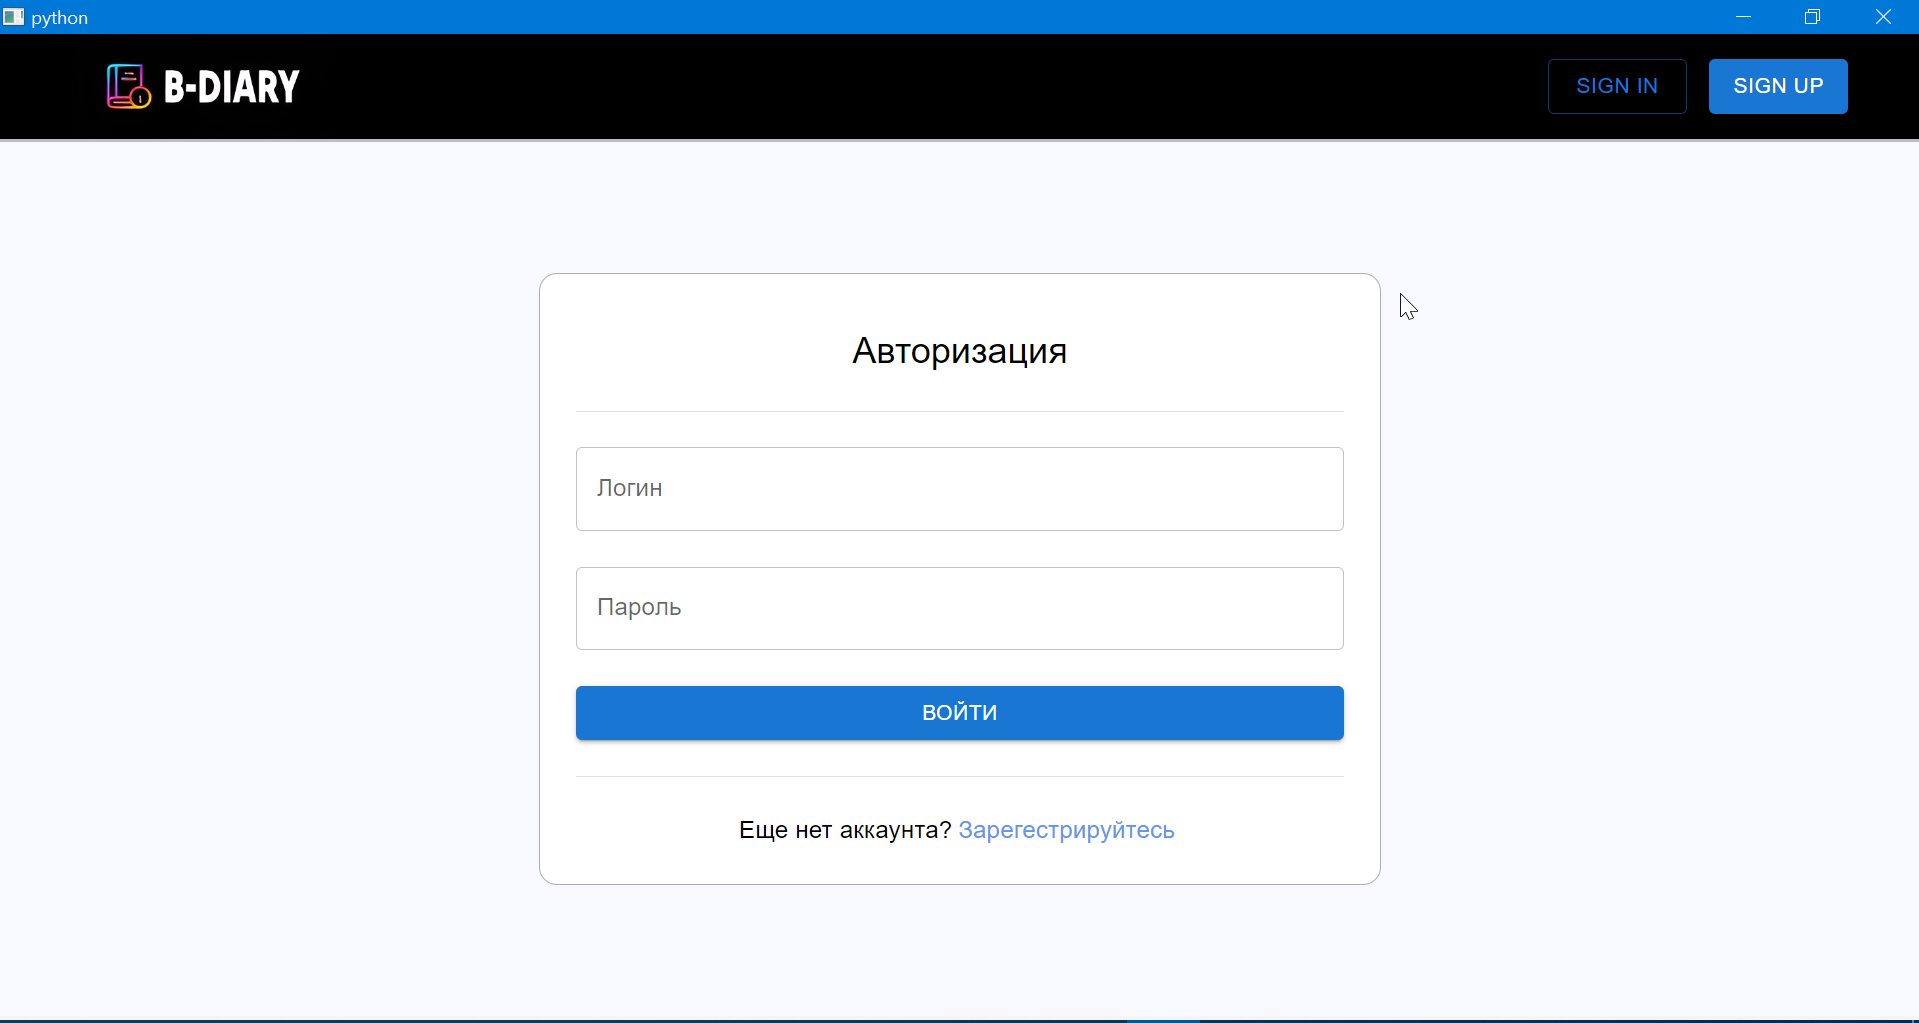 python
B-DIARY
SIGN IN
SIGN UP
Авторизация
Логин
Пароль
ВОЙТИ
Еще нет аккаунта? Зарегестрируйтесь